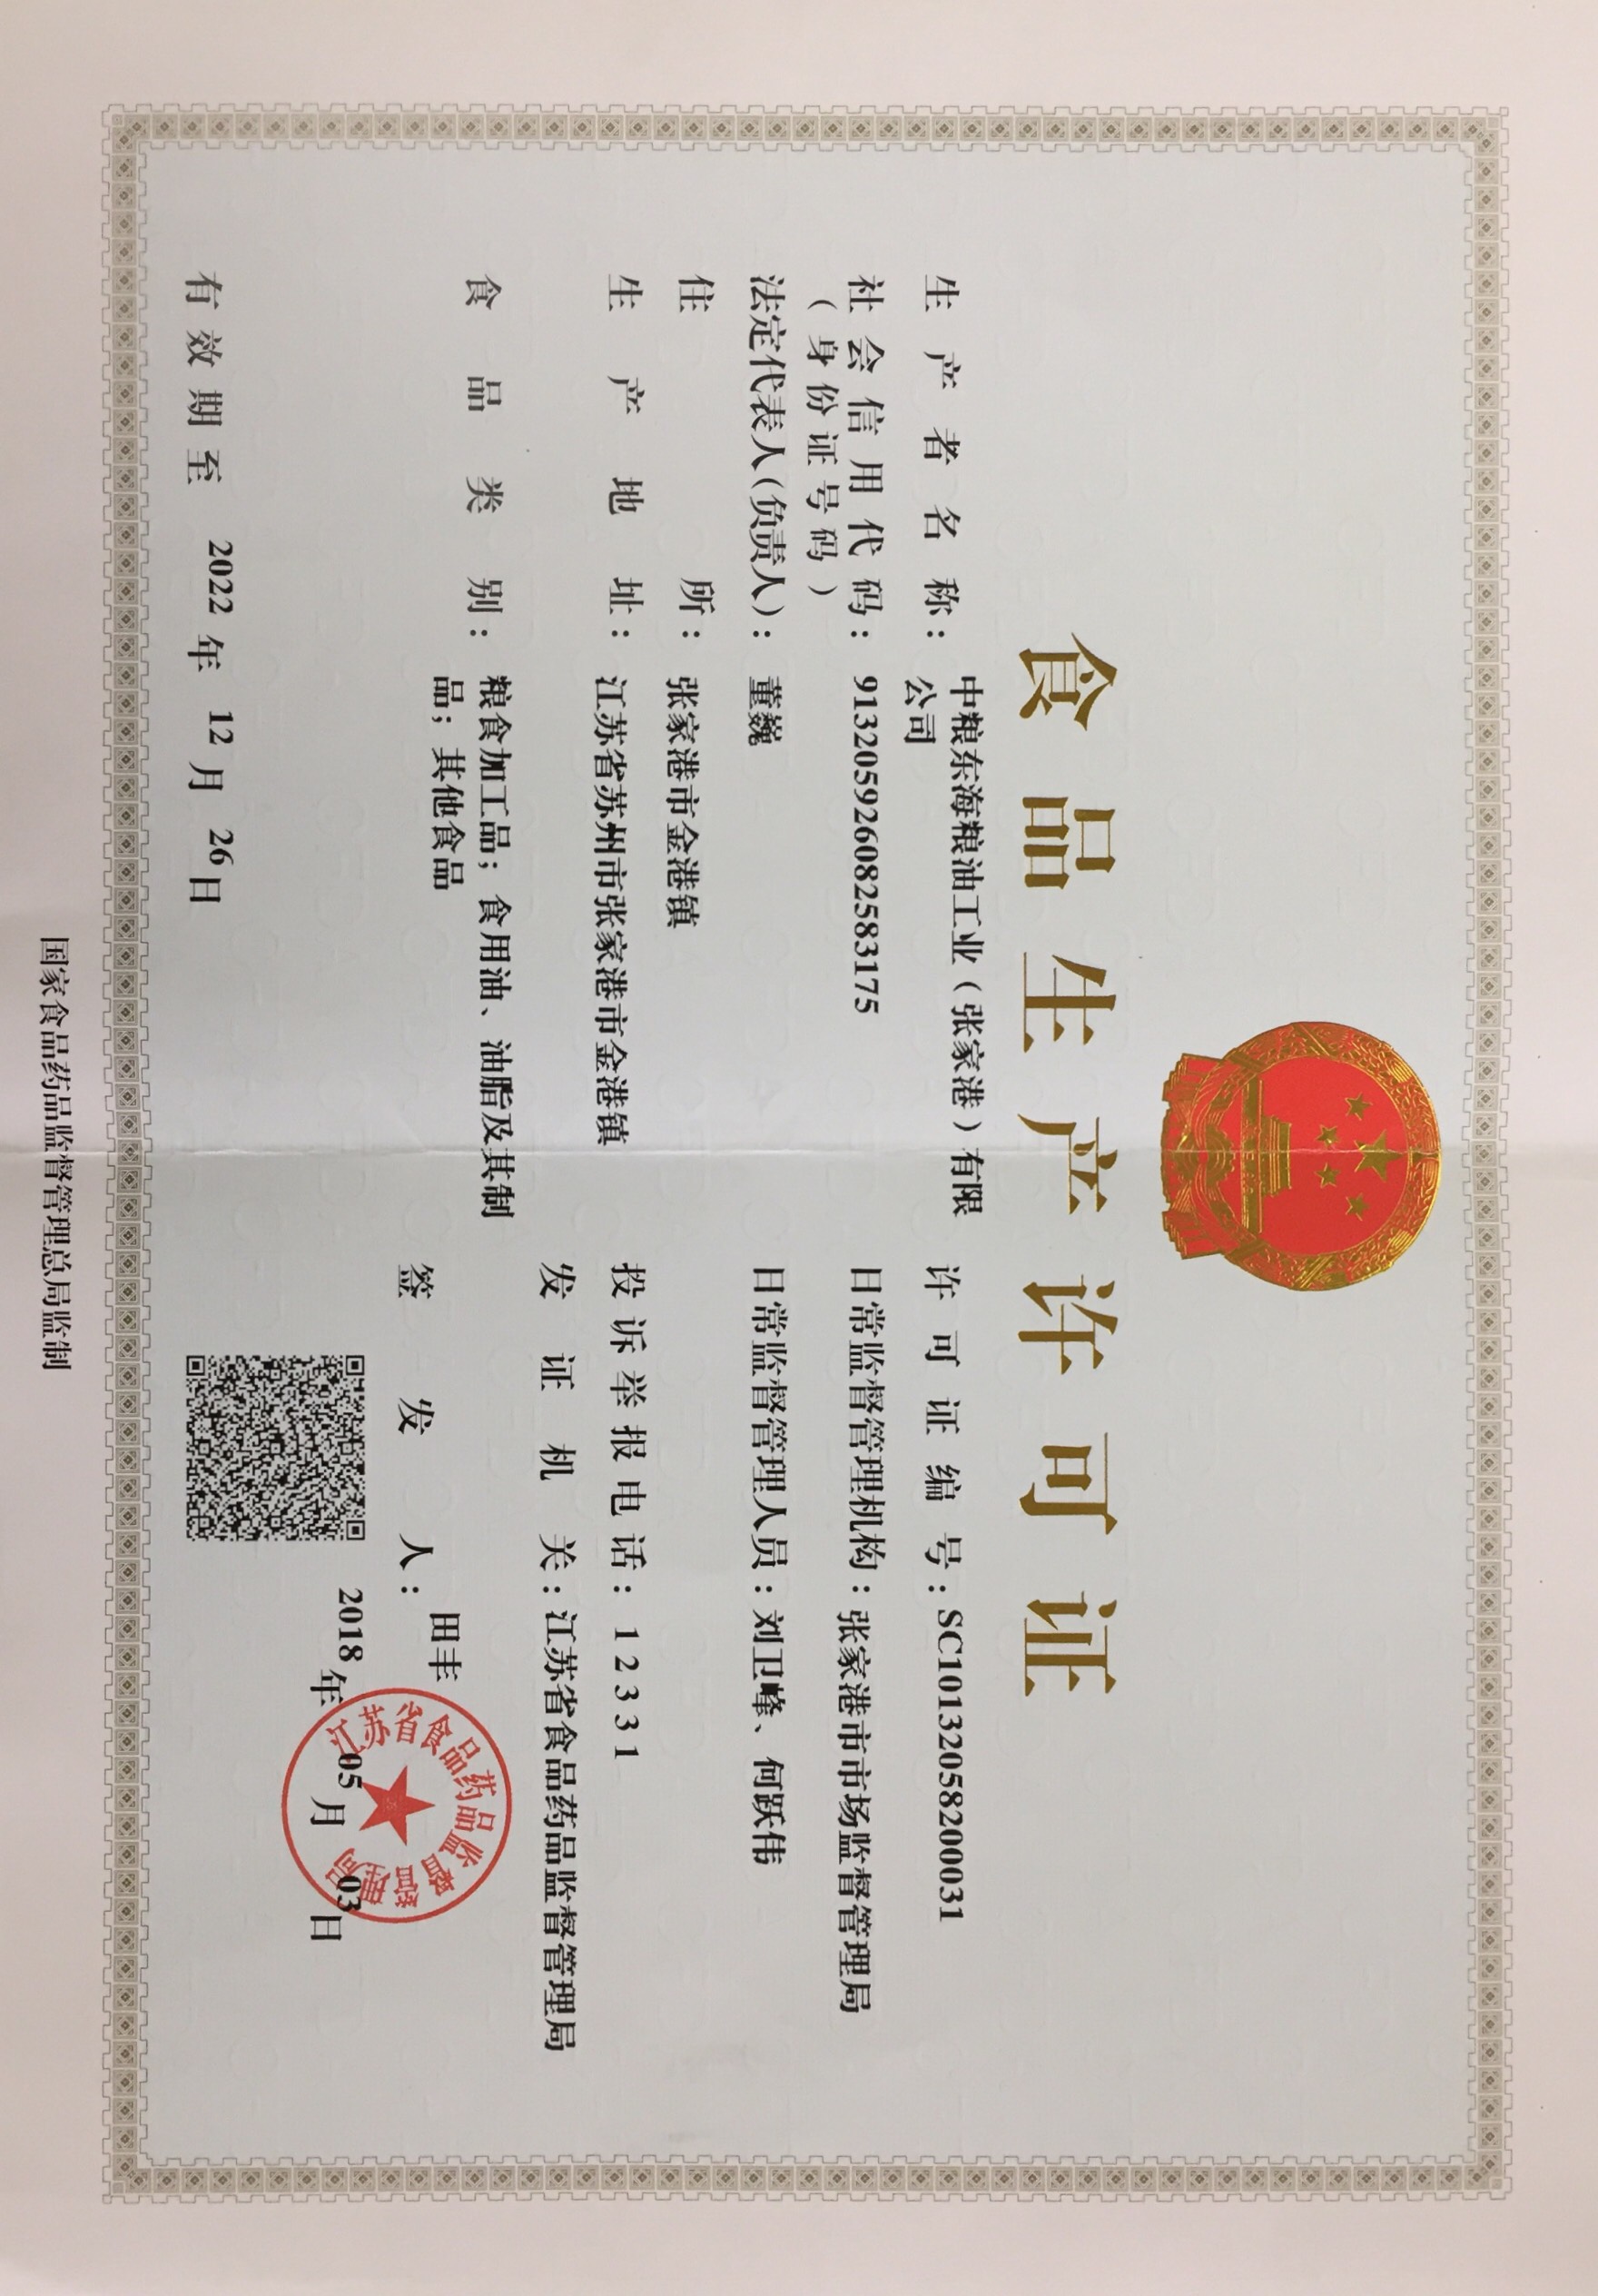 食品生产许可证
生产者名称：中粮东海粮油工业（张家港）有限
公司
社会信用代码：913205926082583175
（身份证号码）
法定代表人(负责人)：董巍
住所：张家港市金港镇
生产地址：江苏省苏州市张家港市金港镇
食品类别：粮食加工品；食用油、油脂及其制
品；其他食品
有效期至 2022 年 12 月 26 日
许可证编号：SC10132058200031
日常监督管理机构：张家港市市场监督管理局
日常监督管理人员：刘卫峰、何跃伟
投诉举报电话：12331
发证机关：江苏省食品药品监督管理局
签发人：田丰
江苏省食品药品监督管理局
2018 年 05 月 03 日
国家食品药品监督管理总局监制